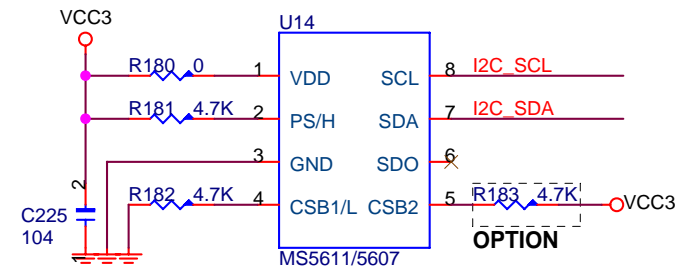 VCC3
U14
R180 0 1 VDD SCL 8 I2C_SCL
R181 4.7K 2 PS/H SDA 7 I2C_SDA
3 GND SDO 6
R182 4.7K 4 CSB1/L CSB2 5 R183 4.7K VCC3
2
C225
104
1
OPTION
MS5611/5607